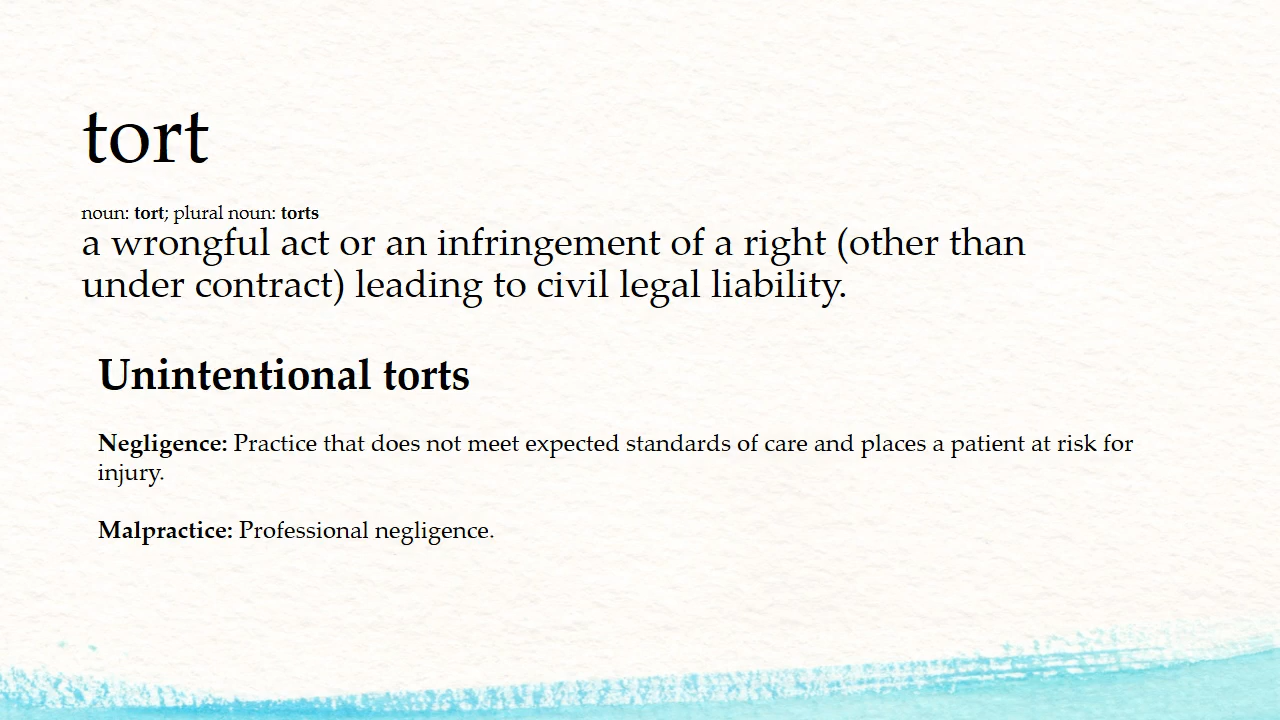 tort
noun: tort; plural noun: torts
a wrongful act or an infringement of a right (other than
under contract) leading to civil legal liability.
Unintentional torts
Negligence: Practice that does not meet expected standards of care and places a patient at risk for
injury.
Malpractice: Professional negligence.